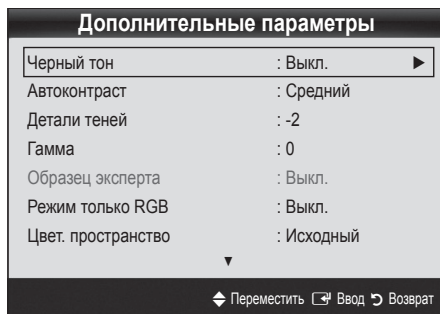 Дополнительные параметры
Черный тон : Выкл. ▶
Автоконтраст : Средний
Детали теней : -2
Гамма : 0
Образец эксперта : Выкл.
Режим только RGB : Выкл.
Цвет. пространство : Исходный
▼
Переместить Ввод Возврат